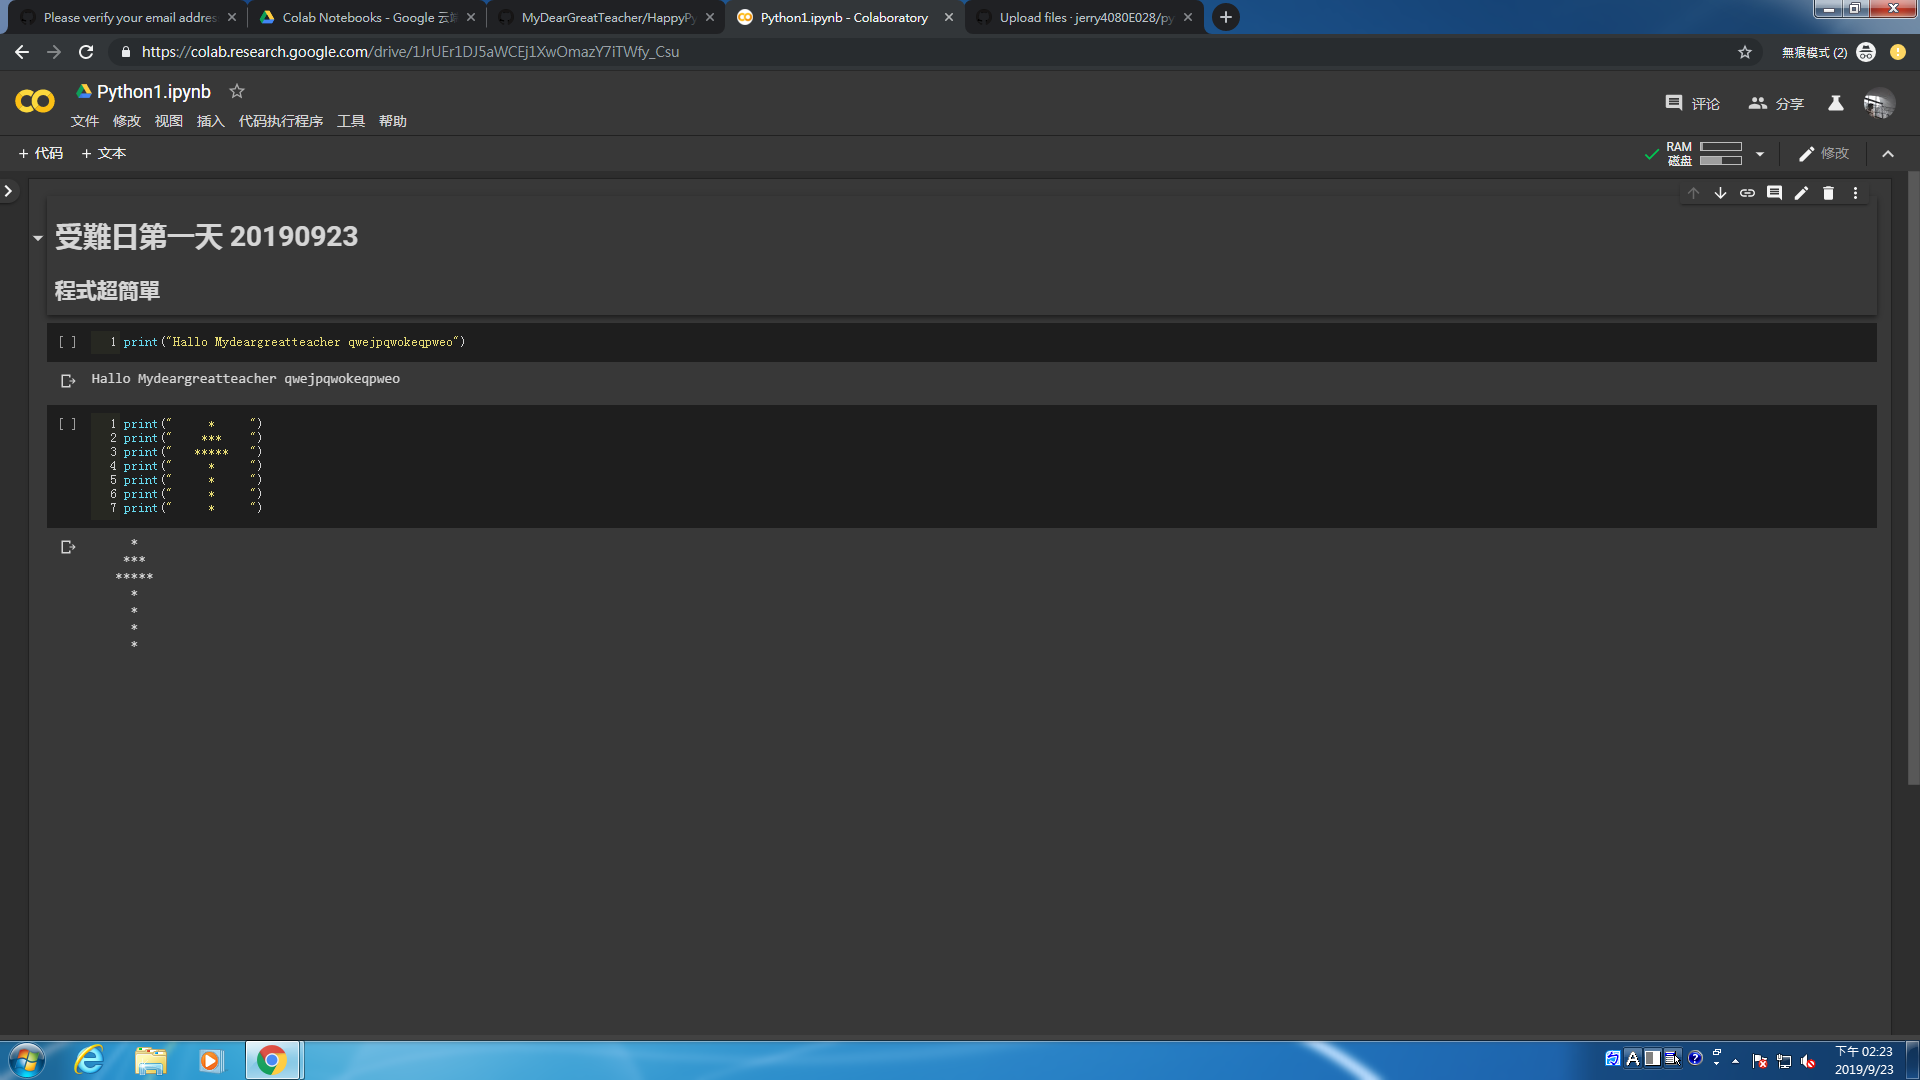 Please verify your email addres
Colab Notebooks - Google 云
MyDearGreatTeacher/HappyPy
Python1.ipynb - Colaboratory
Upload files · jerry4080E028/py
https://colab.research.google.com/drive/1JrUEr1DJ5aWCEj1XwOmazY7iTWfy_Csu
無痕模式 (2)
Python1.ipynb
评论
分享
文件 修改 视图 插入 代码执行程序 工具 帮助
+ 代码 + 文本
RAM
磁盘
修改
受難日第一天 20190923
程式超簡單
[ ] 1 print("Hallo Mydeargreatteacher qwejpqwokeqpweo")
Hallo Mydeargreatteacher qwejpqwokeqpweo
[ ] 1 print("     *     ")
2 print("    ***    ")
3 print("   *****   ")
4 print("     *     ")
5 print("     *     ")
6 print("     *     ")
7 print("     *     ")
*
***
*****
*
*
*
*
A
下午 02:23
2019/9/23